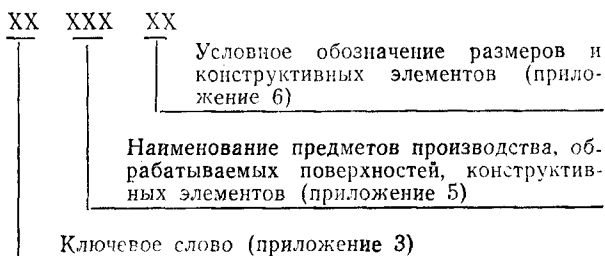 XX XXX XX
Условное обозначение размеров и
конструктивных элементов (прило-
жение 6)
Наименование предметов производства, об-
рабатываемых поверхностей, конструктив-
ных элементов (приложение 5)
Ключевое слово (приложение 3)